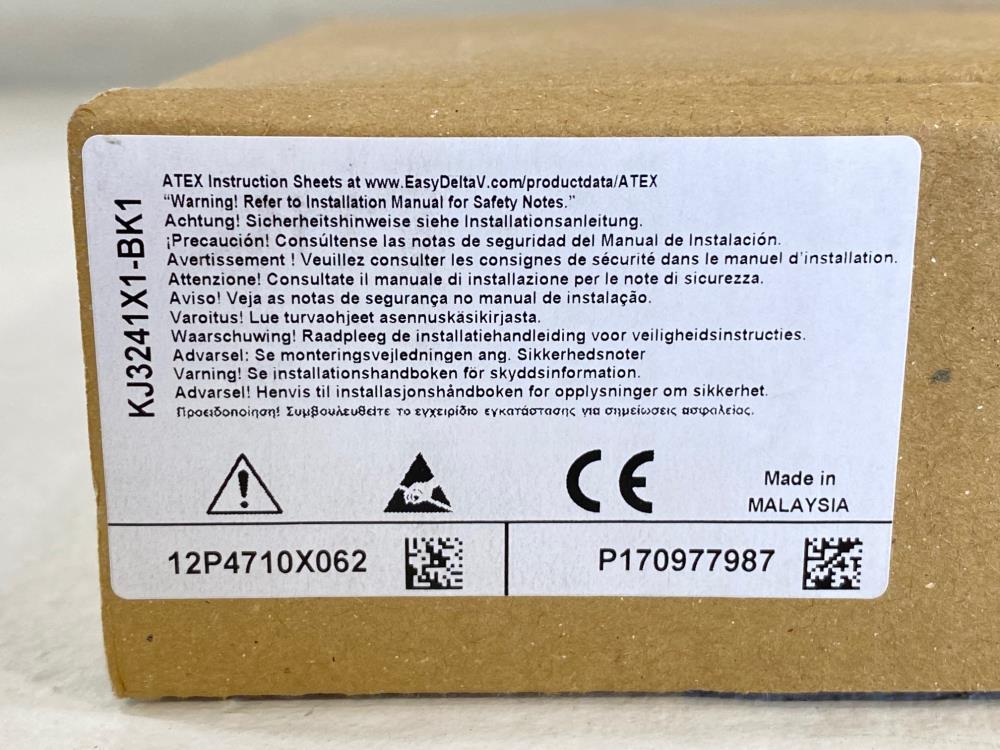 KJ3241X1-BK1
ATEX Instruction Sheets at www.EasyDeltaV.com/productdata/ATEX
“Warning! Refer to Installation Manual for Safety Notes.”
Achtung! Sicherheitshinweise siehe Installationsanleitung.
¡Precaución! Consúltense las notas de seguridad del Manual de Instalación.
Avertissement ! Veuillez consulter les consignes de sécurité dans le manuel d’installation.
Attenzione! Consultate il manuale di installazione per le note di sicurezza.
Aviso! Veja as notas de segurança no manual de instalação.
Varoitus! Lue turvaohjeet asennuskäsikirjasta.
Waarschuwing! Raadpleeg de installatiehandleiding voor veiligheidsinstructies.
Advarsel: Se monteringsvejledningen ang. Sikkerhedsnoter
Varning! Se installationshandboken för skyddsinformation.
Advarsel! Henvis til installasjonshåndboken for opplysninger om sikkerhet.
Προειδοποίηση! Συμβουλευθείτε το εγχειρίδιο εγκατάστασης για σημειώσεις ασφαλείας.
CE
Made in
MALAYSIA
12P4710X062
P170977987